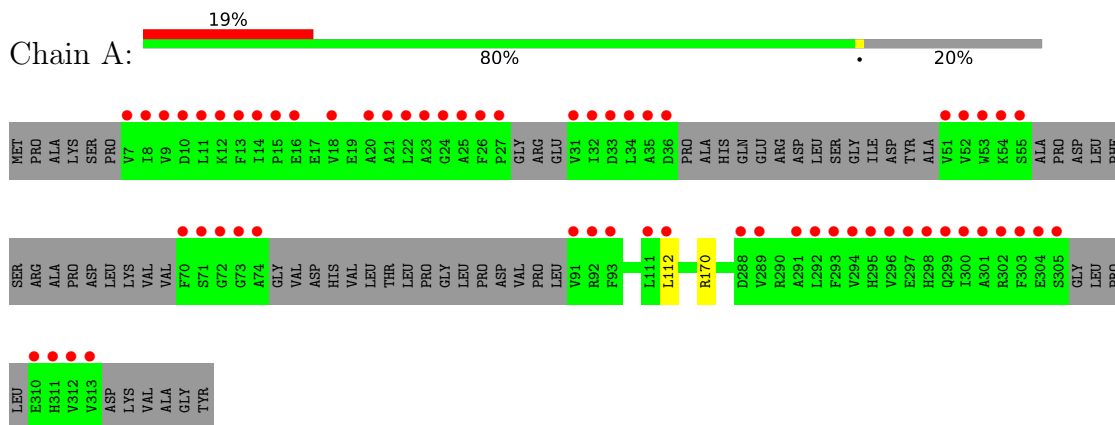 19%
Chain A:
80% • 20%
MET PRO ALA LYS SER PRO V7 I8 V9 D10 L11 K12 F13 I14 P15 E16 E17 V18 E19 A20 A21 L22 A23 G24 A25 F26 P27 GLY ARG GLU V31 I32 D33 L34 A35 D36 PRO ALA HIS GLN GLU ARG ASP LEU SER GLY ILE ASP TYR ALA V51 V52 W53 K54 S55 ALA PRO ASP LEU PHE
SER ARG ALA PRO ASP LEU LYS VAL VAL F70 S71 G72 G73 A74 GLY VAL ASP HIS VAL LEU THR LEU PRO GLY LEU PRO ASP VAL PRO LEU V91 R92 F93 L111 L112 R170 D288 V289 R290 A291 L292 F293 V294 H295 V296 E297 H298 Q299 I300 A301 R302 F303 E304 S305 GLY LEU PRO
LEU E310 H311 V312 V313 ASP LYS VAL ALA GLY TYR